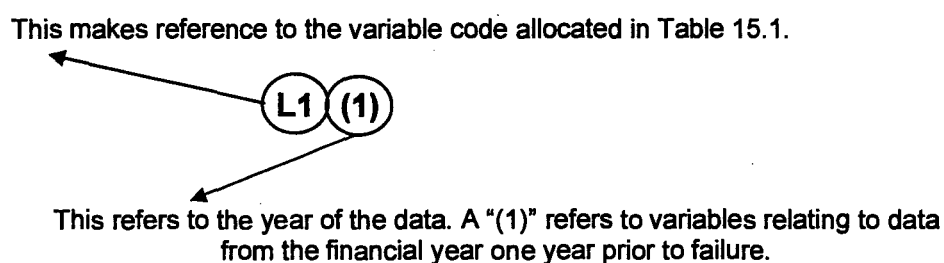 This makes reference to the variable code allocated in Table 15.1.
L1 (1)
This refers to the year of the data. A “(1)” refers to variables relating to data
from the financial year one year prior to failure.